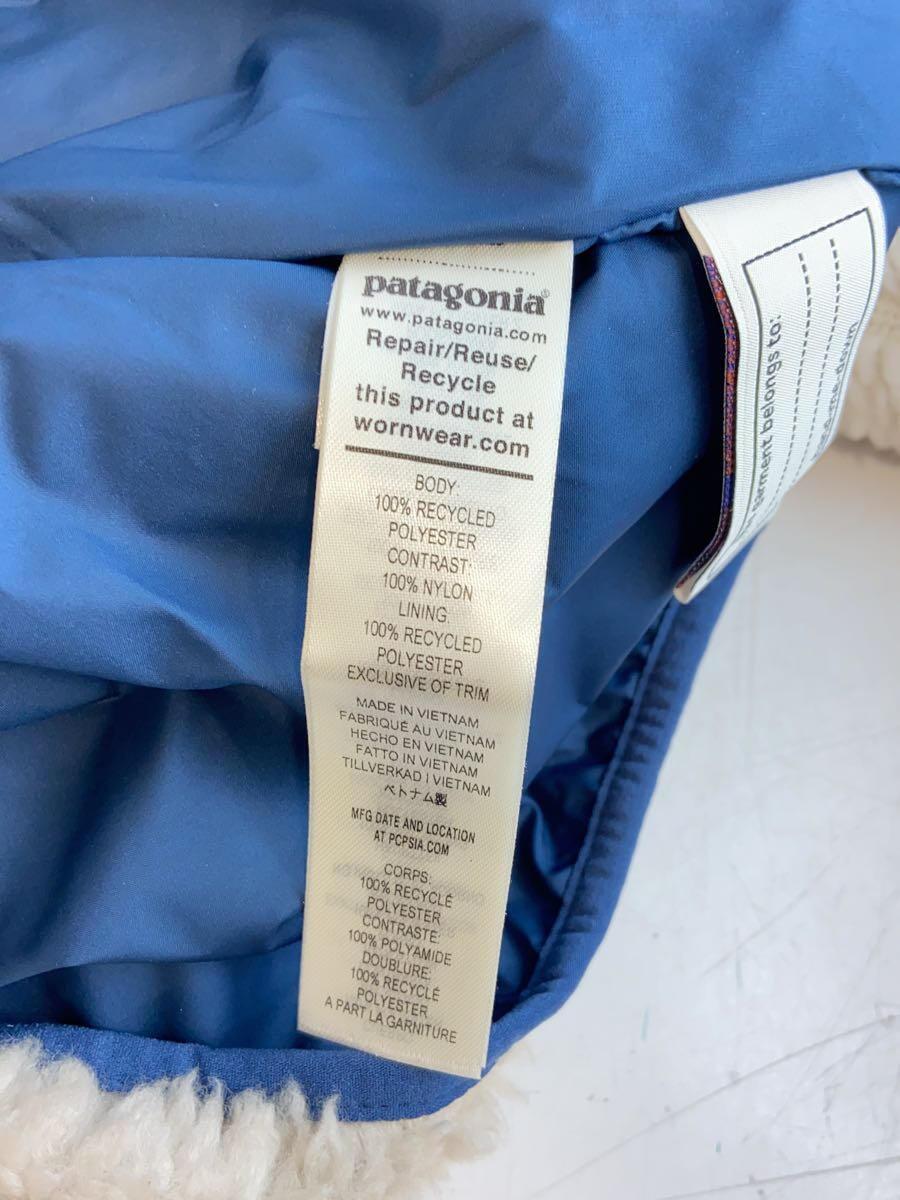 patagonia®
www.patagonia.com
Repair/Reuse/
Recycle
this product at
wornwear.com
BODY:
100% RECYCLED
POLYESTER
CONTRAST:
100% NYLON
LINING:
100% RECYCLED
POLYESTER
EXCLUSIVE OF TRIM
MADE IN VIETNAM
FABRIQUÉ AU VIETNAM
HECHO EN VIETNAM
FATTO IN VIETNAM
TILLVERKAD I VIETNAM
ベトナム製
MFG DATE AND LOCATION
AT PCPSIA.COM
CORPS:
100% RECYCLÉ
POLYESTER
CONTRASTE:
100% POLYAMIDE
DOUBLURE:
100% RECYCLÉ
POLYESTER
A PART LA GARNITURE
garment belongs to: